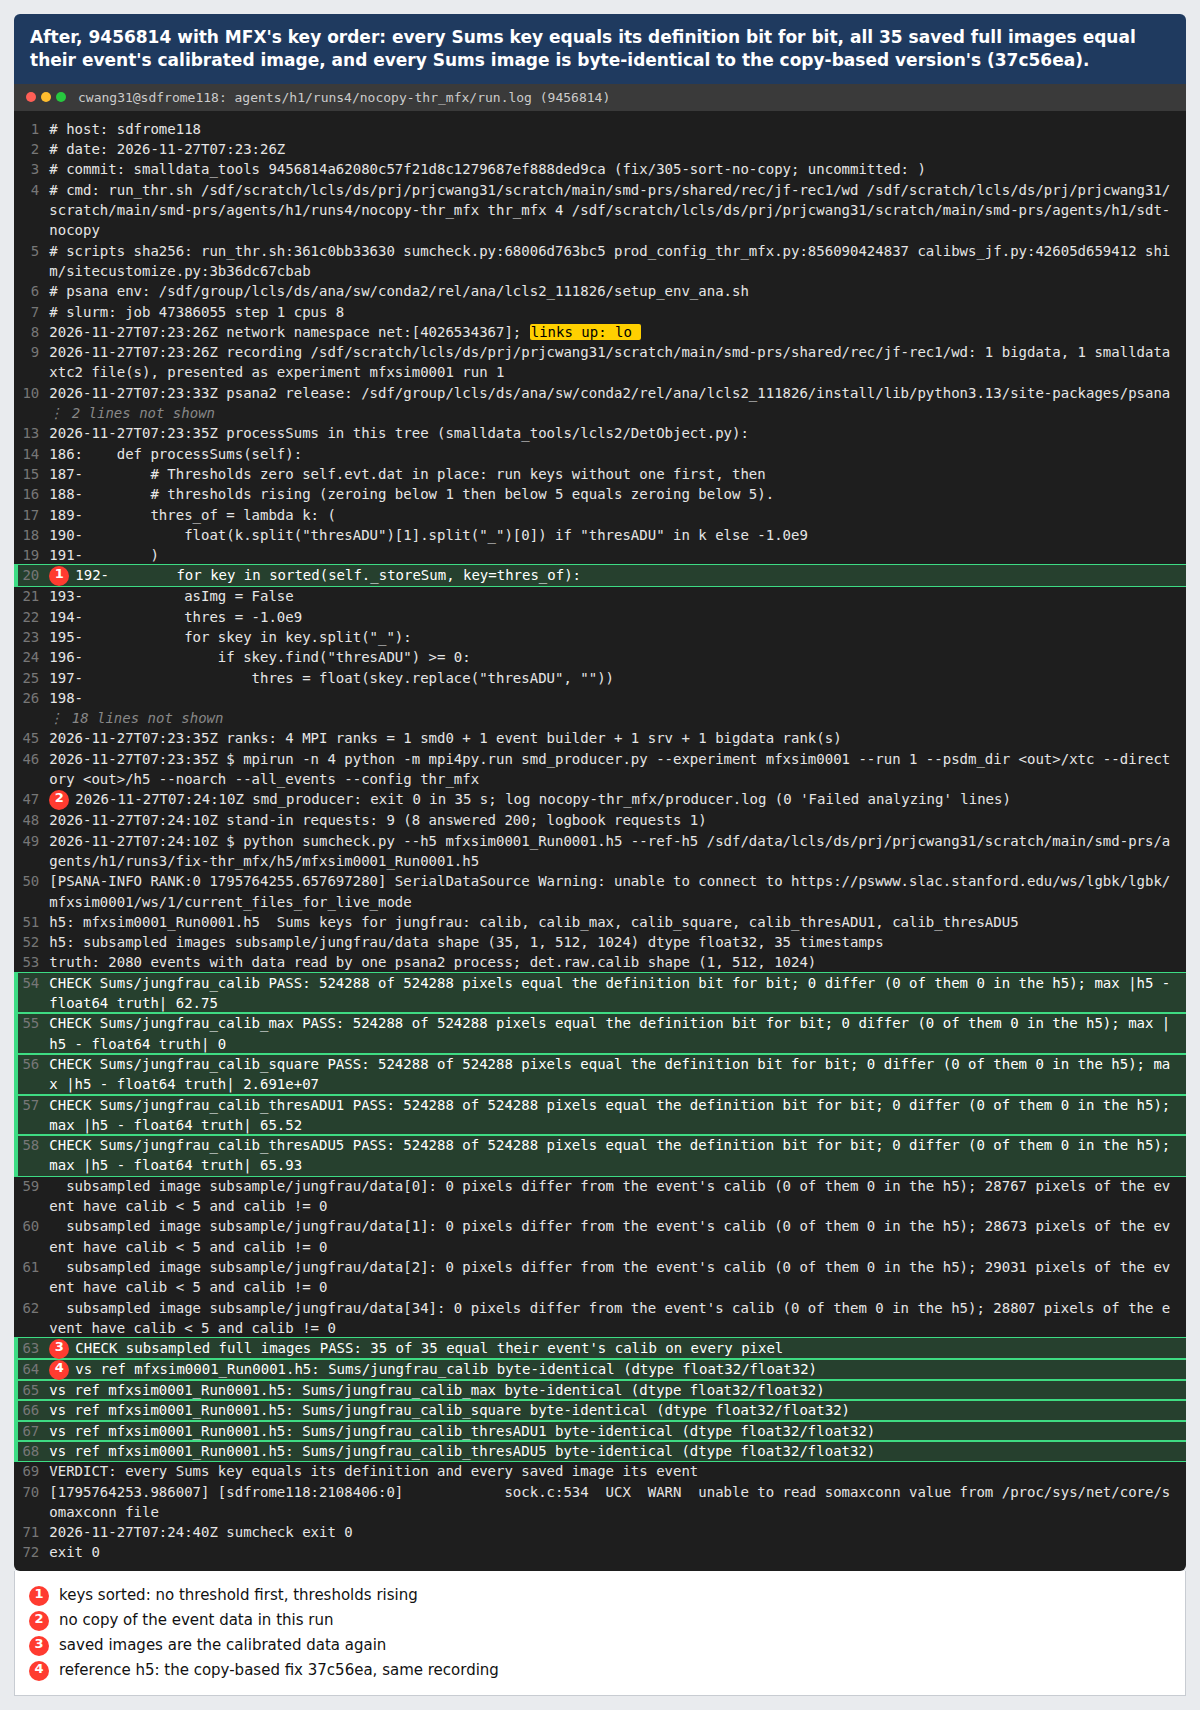 After, 9456814 with MFX's key order: every Sums key equals its definition bit for bit, all 35 saved full images equal
their event's calibrated image, and every Sums image is byte-identical to the copy-based version's (37c56ea).
cwang31@sdfrome118: agents/h1/runs4/nocopy-thr_mfx/run.log (9456814)
1 # host: sdfrome118
2 # date: 2026-11-27T07:23:26Z
3 # commit: smalldata_tools 9456814a62080c57f21d8c1279687ef888ded9ca (fix/305-sort-no-copy; uncommitted: )
4 # cmd: run_thr.sh /sdf/scratch/lcls/ds/prj/prjcwang31/scratch/main/smd-prs/shared/rec/jf-rec1/wd /sdf/scratch/lcls/ds/prj/prjcwang31/
scratch/main/smd-prs/agents/h1/runs4/nocopy-thr_mfx thr_mfx 4 /sdf/scratch/lcls/ds/prj/prjcwang31/scratch/main/smd-prs/agents/h1/sdt-
nocopy
5 # scripts sha256: run_thr.sh:361c0bb33630 sumcheck.py:68006d763bc5 prod_config_thr_mfx.py:856090424837 calibws_jf.py:42605d659412 shi
m/sitecustomize.py:3b36dc67cbab
6 # psana env: /sdf/group/lcls/ds/ana/sw/conda2/rel/ana/lcls2_111826/setup_env_ana.sh
7 # slurm: job 47386055 step 1 cpus 8
8 2026-11-27T07:23:26Z network namespace net:[4026534367]; links up: lo
9 2026-11-27T07:23:26Z recording /sdf/scratch/lcls/ds/prj/prjcwang31/scratch/main/smd-prs/shared/rec/jf-rec1/wd: 1 bigdata, 1 smalldata
xtc2 file(s), presented as experiment mfxsim0001 run 1
10 2026-11-27T07:23:33Z psana2 release: /sdf/group/lcls/ds/ana/sw/conda2/rel/ana/lcls2_111826/install/lib/python3.13/site-packages/psana
⋮ 2 lines not shown
13 2026-11-27T07:23:35Z processSums in this tree (smalldata_tools/lcls2/DetObject.py):
14 186:    def processSums(self):
15 187-        # Thresholds zero self.evt.dat in place: run keys without one first, then
16 188-        # thresholds rising (zeroing below 1 then below 5 equals zeroing below 5).
17 189-        thres_of = lambda k: (
18 190-            float(k.split("thresADU")[1].split("_")[0]) if "thresADU" in k else -1.0e9
19 191-        )
20 1 192-        for key in sorted(self._storeSum, key=thres_of):
21 193-            asImg = False
22 194-            thres = -1.0e9
23 195-            for skey in key.split("_"):
24 196-                if skey.find("thresADU") >= 0:
25 197-                    thres = float(skey.replace("thresADU", ""))
26 198-
⋮ 18 lines not shown
45 2026-11-27T07:23:35Z ranks: 4 MPI ranks = 1 smd0 + 1 event builder + 1 srv + 1 bigdata rank(s)
46 2026-11-27T07:23:35Z $ mpirun -n 4 python -m mpi4py.run smd_producer.py --experiment mfxsim0001 --run 1 --psdm_dir <out>/xtc --direct
ory <out>/h5 --noarch --all_events --config thr_mfx
47 2 2026-11-27T07:24:10Z smd_producer: exit 0 in 35 s; log nocopy-thr_mfx/producer.log (0 'Failed analyzing' lines)
48 2026-11-27T07:24:10Z stand-in requests: 9 (8 answered 200; logbook requests 1)
49 2026-11-27T07:24:10Z $ python sumcheck.py --h5 mfxsim0001_Run0001.h5 --ref-h5 /sdf/data/lcls/ds/prj/prjcwang31/scratch/main/smd-prs/a
gents/h1/runs3/fix-thr_mfx/h5/mfxsim0001_Run0001.h5
50 [PSANA-INFO RANK:0 1795764255.657697280] SerialDataSource Warning: unable to connect to https://pswww.slac.stanford.edu/ws/lgbk/lgbk/
mfxsim0001/ws/1/current_files_for_live_mode
51 h5: mfxsim0001_Run0001.h5  Sums keys for jungfrau: calib, calib_max, calib_square, calib_thresADU1, calib_thresADU5
52 h5: subsampled images subsample/jungfrau/data shape (35, 1, 512, 1024) dtype float32, 35 timestamps
53 truth: 2080 events with data read by one psana2 process; det.raw.calib shape (1, 512, 1024)
54 CHECK Sums/jungfrau_calib PASS: 524288 of 524288 pixels equal the definition bit for bit; 0 differ (0 of them 0 in the h5); max |h5 -
float64 truth| 62.75
55 CHECK Sums/jungfrau_calib_max PASS: 524288 of 524288 pixels equal the definition bit for bit; 0 differ (0 of them 0 in the h5); max |
h5 - float64 truth| 0
56 CHECK Sums/jungfrau_calib_square PASS: 524288 of 524288 pixels equal the definition bit for bit; 0 differ (0 of them 0 in the h5); ma
x |h5 - float64 truth| 2.691e+07
57 CHECK Sums/jungfrau_calib_thresADU1 PASS: 524288 of 524288 pixels equal the definition bit for bit; 0 differ (0 of them 0 in the h5);
max |h5 - float64 truth| 65.52
58 CHECK Sums/jungfrau_calib_thresADU5 PASS: 524288 of 524288 pixels equal the definition bit for bit; 0 differ (0 of them 0 in the h5);
max |h5 - float64 truth| 65.93
59   subsampled image subsample/jungfrau/data[0]: 0 pixels differ from the event's calib (0 of them 0 in the h5); 28767 pixels of the ev
ent have calib < 5 and calib != 0
60   subsampled image subsample/jungfrau/data[1]: 0 pixels differ from the event's calib (0 of them 0 in the h5); 28673 pixels of the ev
ent have calib < 5 and calib != 0
61   subsampled image subsample/jungfrau/data[2]: 0 pixels differ from the event's calib (0 of them 0 in the h5); 29031 pixels of the ev
ent have calib < 5 and calib != 0
62   subsampled image subsample/jungfrau/data[34]: 0 pixels differ from the event's calib (0 of them 0 in the h5); 28807 pixels of the e
vent have calib < 5 and calib != 0
63 3 CHECK subsampled full images PASS: 35 of 35 equal their event's calib on every pixel
64 4 vs ref mfxsim0001_Run0001.h5: Sums/jungfrau_calib byte-identical (dtype float32/float32)
65 vs ref mfxsim0001_Run0001.h5: Sums/jungfrau_calib_max byte-identical (dtype float32/float32)
66 vs ref mfxsim0001_Run0001.h5: Sums/jungfrau_calib_square byte-identical (dtype float32/float32)
67 vs ref mfxsim0001_Run0001.h5: Sums/jungfrau_calib_thresADU1 byte-identical (dtype float32/float32)
68 vs ref mfxsim0001_Run0001.h5: Sums/jungfrau_calib_thresADU5 byte-identical (dtype float32/float32)
69 VERDICT: every Sums key equals its definition and every saved image its event
70 [1795764253.986007] [sdfrome118:2108406:0]            sock.c:534  UCX  WARN  unable to read somaxconn value from /proc/sys/net/core/s
omaxconn file
71 2026-11-27T07:24:40Z sumcheck exit 0
72 exit 0
1 keys sorted: no threshold first, thresholds rising
2 no copy of the event data in this run
3 saved images are the calibrated data again
4 reference h5: the copy-based fix 37c56ea, same recording